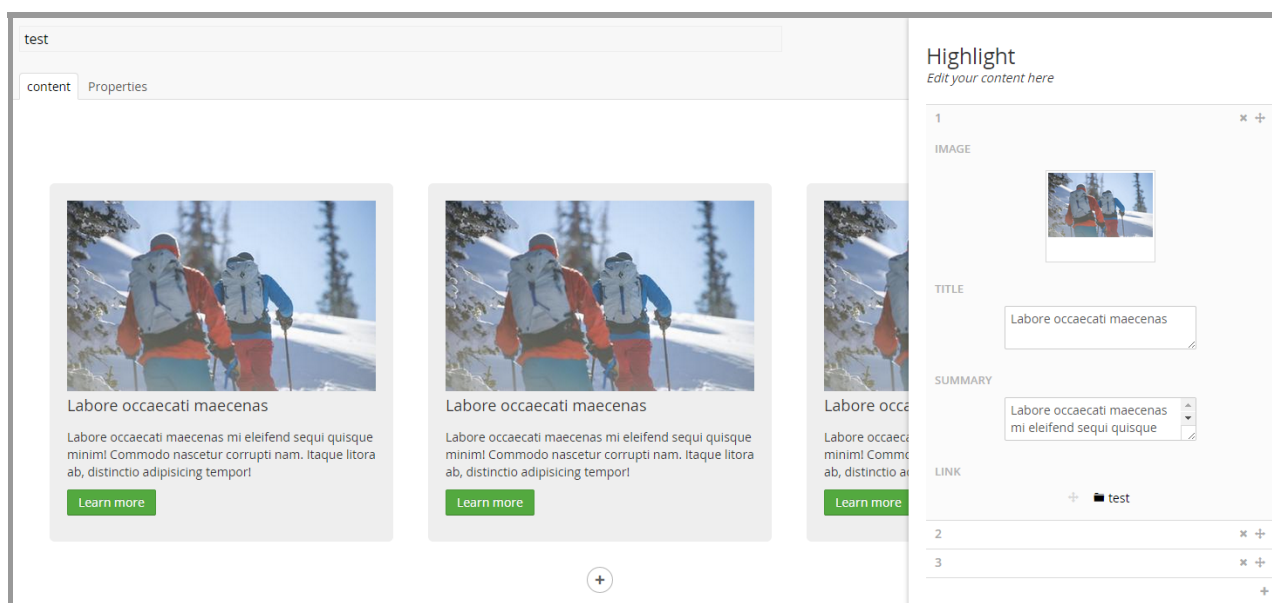 test
content Properties
Labore occaecati maecenas
Labore occaecati maecenas mi eleifend sequi quisque
minim! Commodo nascetur corrupti nam. Itaque litora
ab, distinctio adipisicing tempor!
Learn more
Labore occaecati maecenas
Labore occaecati maecenas mi eleifend sequi quisque
minim! Commodo nascetur corrupti nam. Itaque litora
ab, distinctio adipisicing tempor!
Learn more
Labore occa
Labore occaeca
minim! Commo
ab, distinctio ad
Learn more
Highlight
Edit your content here
1
IMAGE
TITLE
Labore occaecati maecenas
SUMMARY
Labore occaecati maecenas
mi eleifend sequi quisque
LINK
test
2
3